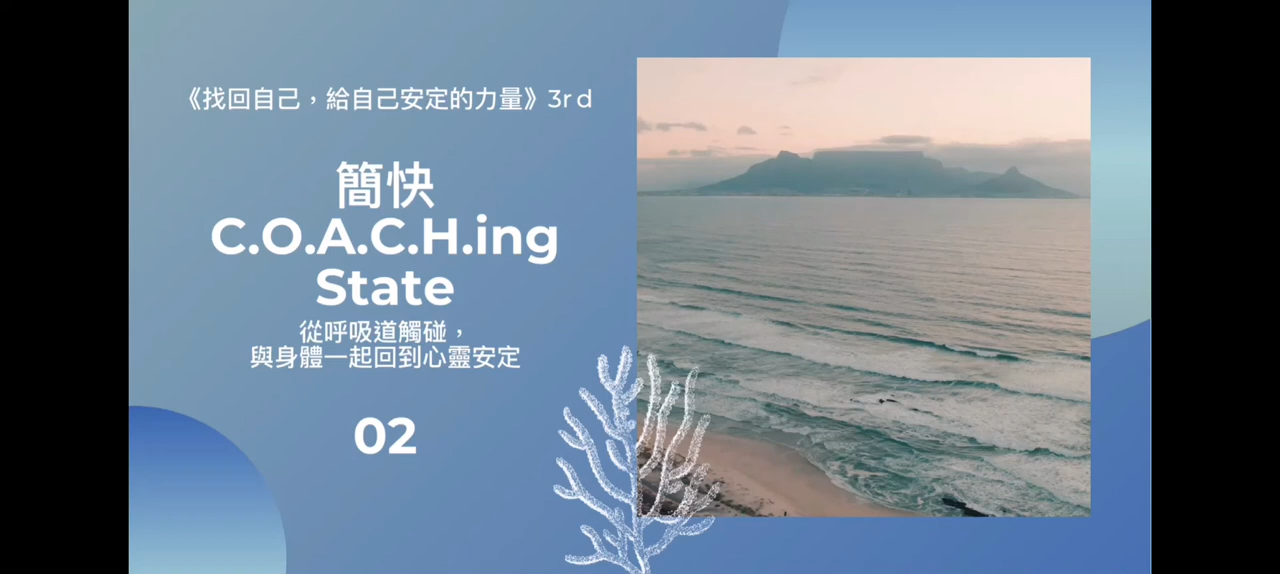 《找回自己，給自己安定的力量》3rd
簡快
C.O.A.C.H.ing
State
從呼吸道觸碰，
與身體一起回到心靈安定
02